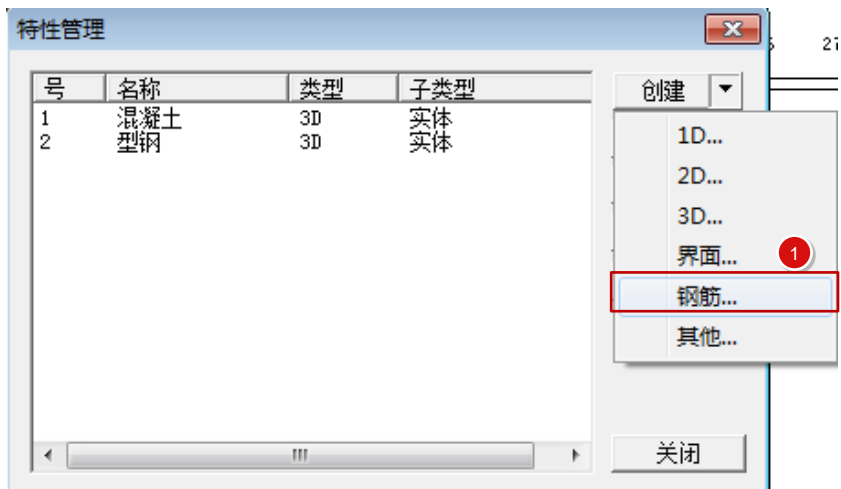 特性管理
27
号 名称 类型 子类型 创建
1 混凝土 3D 实体
2 型钢 3D 实体
1D...
2D...
3D...
界面... 1
钢筋...
其他...
关闭